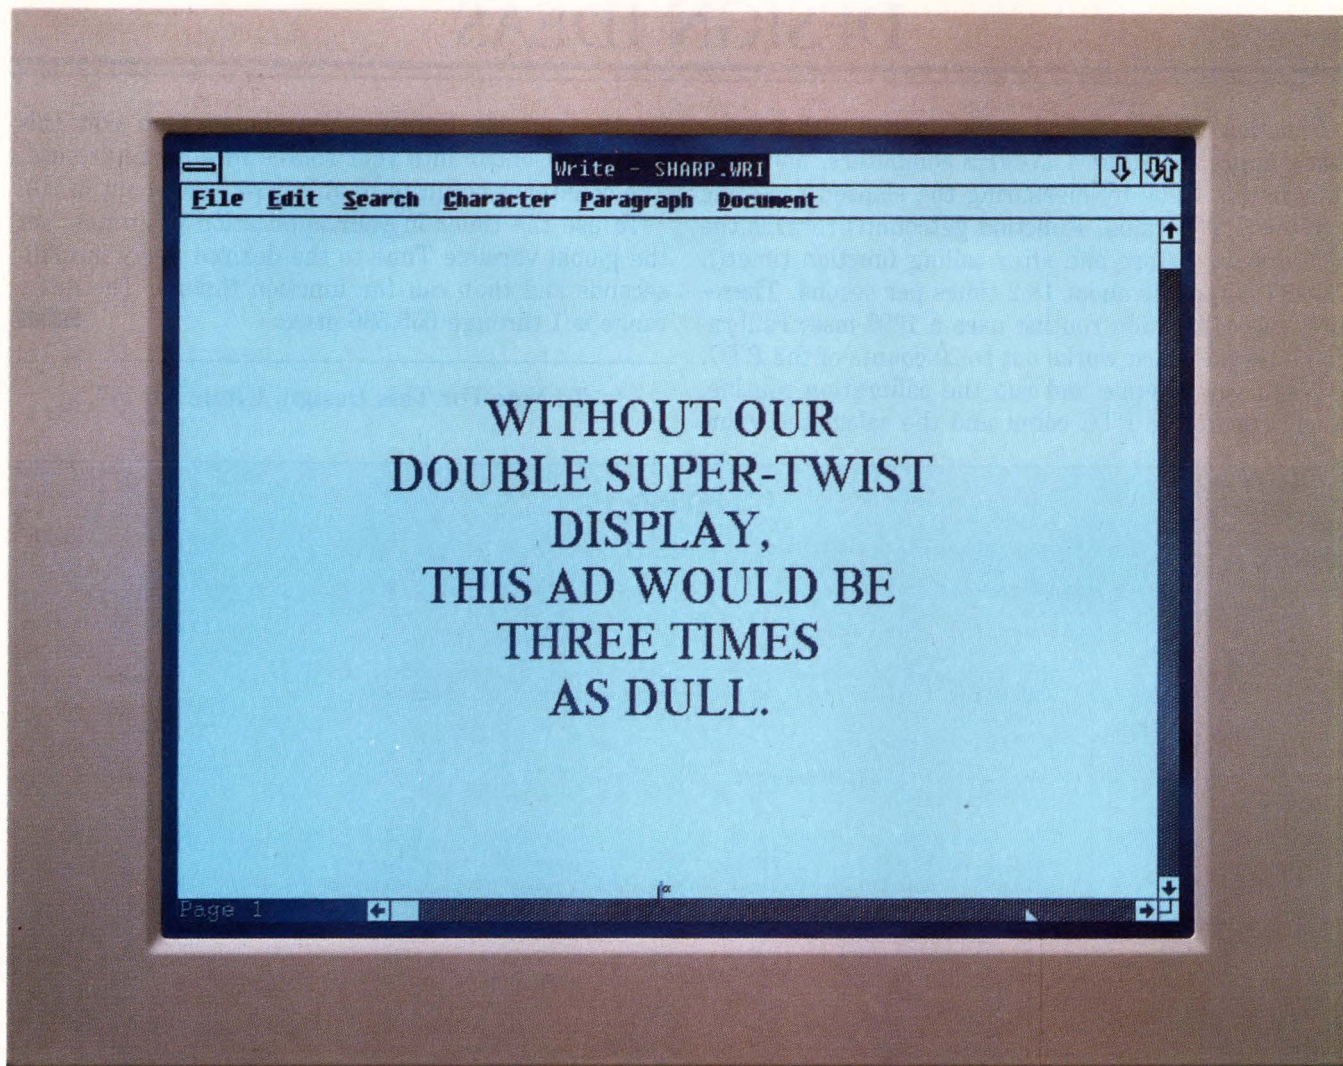 Write - SHARP.WRI
File Edit Search Character Paragraph Document
WITHOUT OUR
DOUBLE SUPER-TWIST
DISPLAY,
THIS AD WOULD BE
THREE TIMES
AS DULL.
Page 1